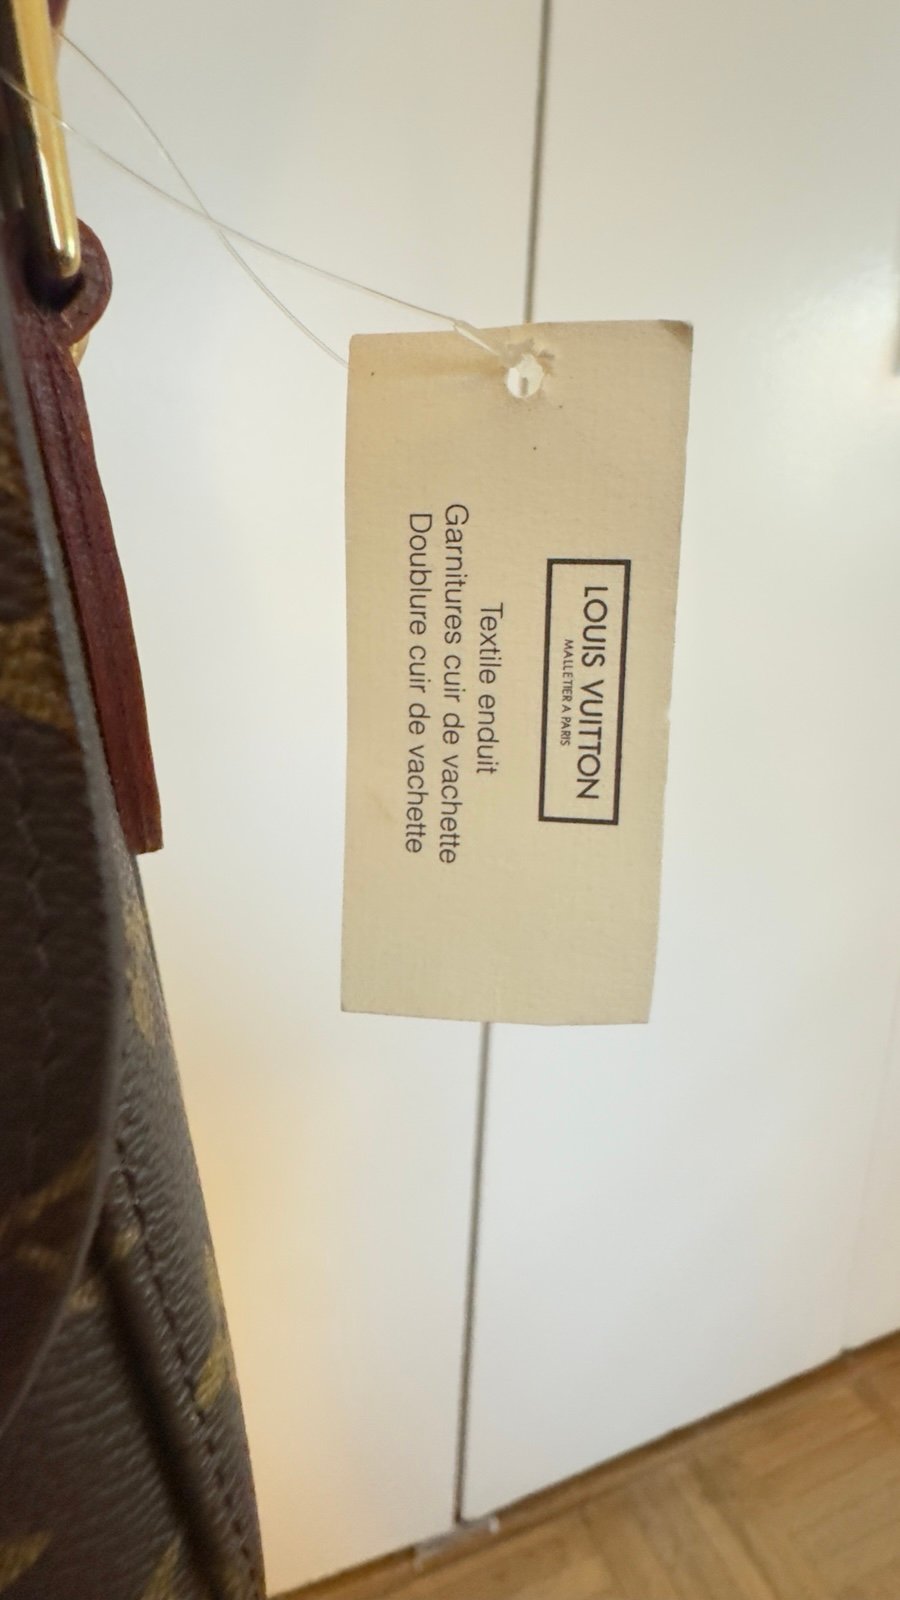 LOUIS VUITTON
MALLETIER A PARIS
Textile enduit
Garnitures cuir de vachette
Doublure cuir de vachette